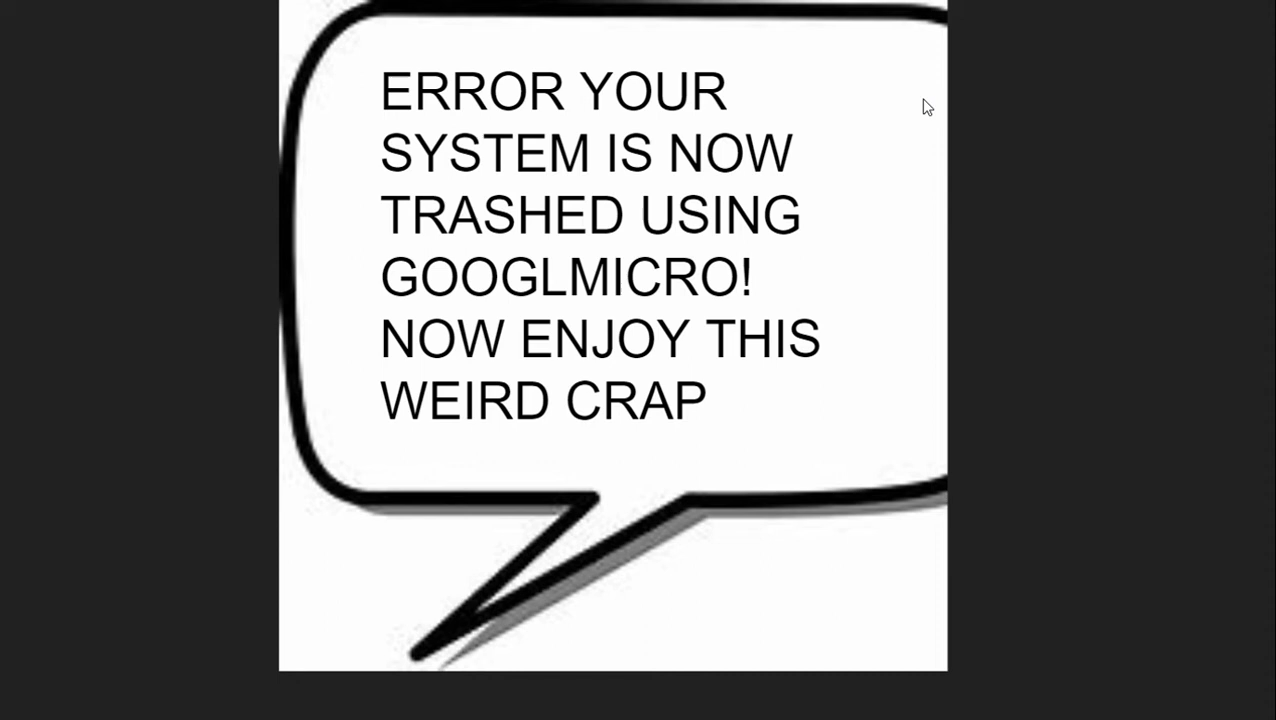 ERROR YOUR
SYSTEM IS NOW
TRASHED USING
GOOGLMICRO!
NOW ENJOY THIS
WEIRD CRAP